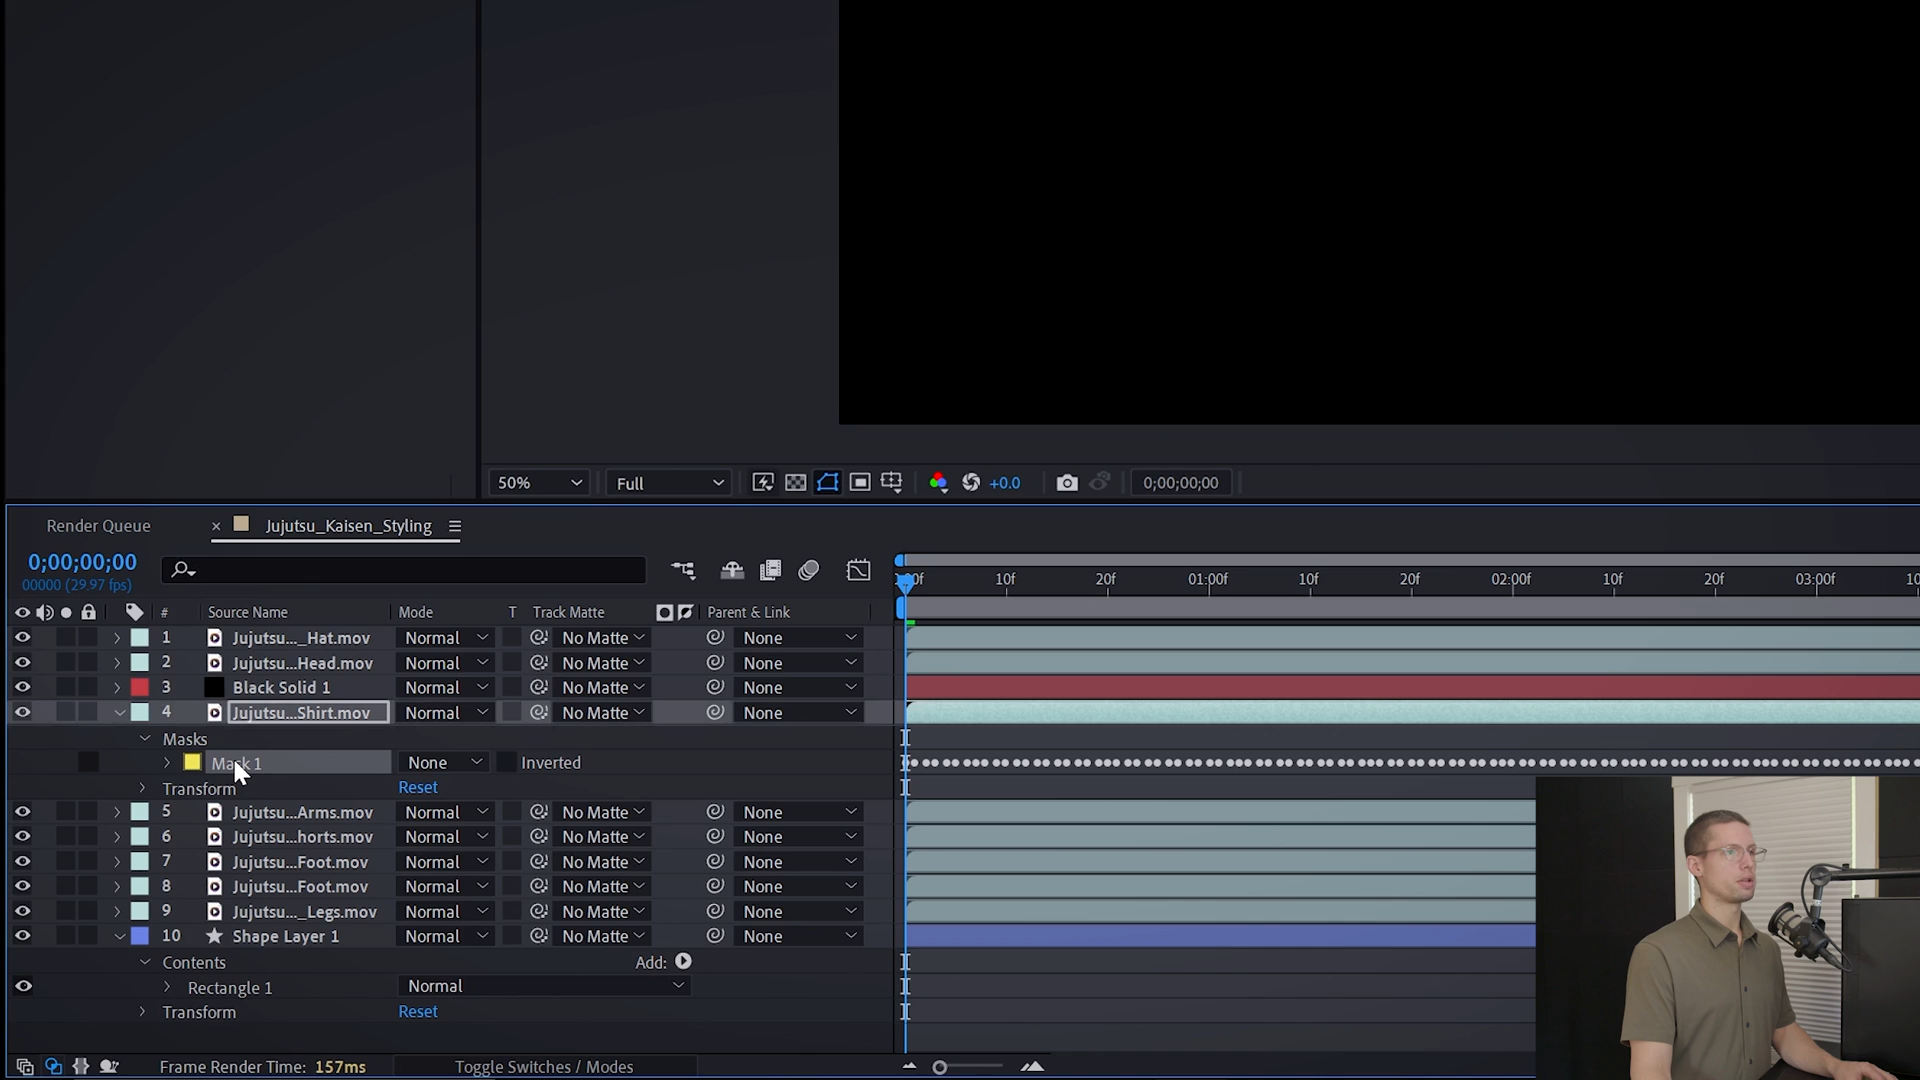 50% Full +0.0 0;00;00;00
Render Queue × Jujutsu_Kaisen_Styling
0;00;00;00
00000 (29.97 fps)
10f 20f 01:00f 10f 20f 02:00f 10f 20f 03:00f
# Source Name Mode T Track Matte Parent & Link
1 Jujutsu..._Hat.mov Normal No Matte None
2 Jujutsu...Head.mov Normal No Matte None
3 Black Solid 1 Normal No Matte None
4 Jujutsu...Shirt.mov Normal No Matte None
Masks
Mask 1 None Inverted
Transform Reset
5 Jujutsu...Arms.mov Normal No Matte None
6 Jujutsu...horts.mov Normal No Matte None
7 Jujutsu...Foot.mov Normal No Matte None
8 Jujutsu...Foot.mov Normal No Matte None
9 Jujutsu..._Legs.mov Normal No Matte None
10 Shape Layer 1 Normal No Matte None
Contents Add:
Rectangle 1 Normal
Transform Reset
Frame Render Time: 157ms Toggle Switches / Modes